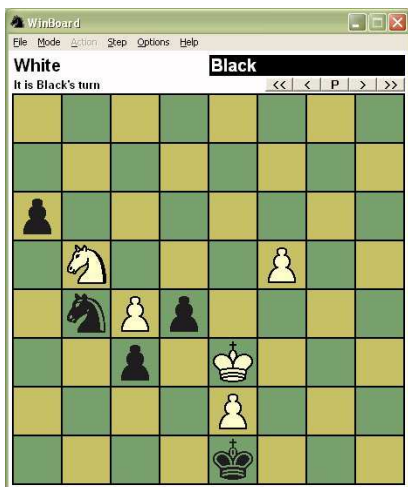 WinBoard
File Mode Action Step Options Help
White Black
It is Black's turn << < P > >>